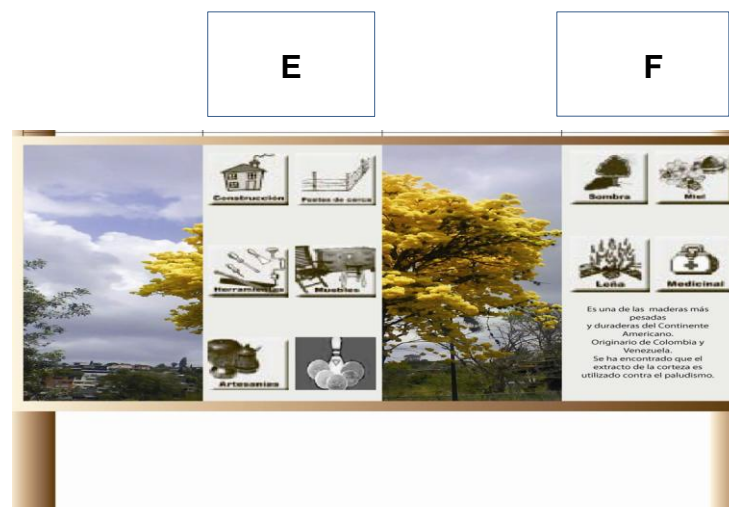 E
F
Construcción
Postes de cerca
Herramientas
Muebles
Artesanías
Sombra
Miel
Leña
Medicinal
Es una de las maderas más
pesadas
y duraderas del Continente
Americano.
Originario de Colombia y
Venezuela.
Se ha encontrado que el
extracto de la corteza es
utilizado contra el paludismo.